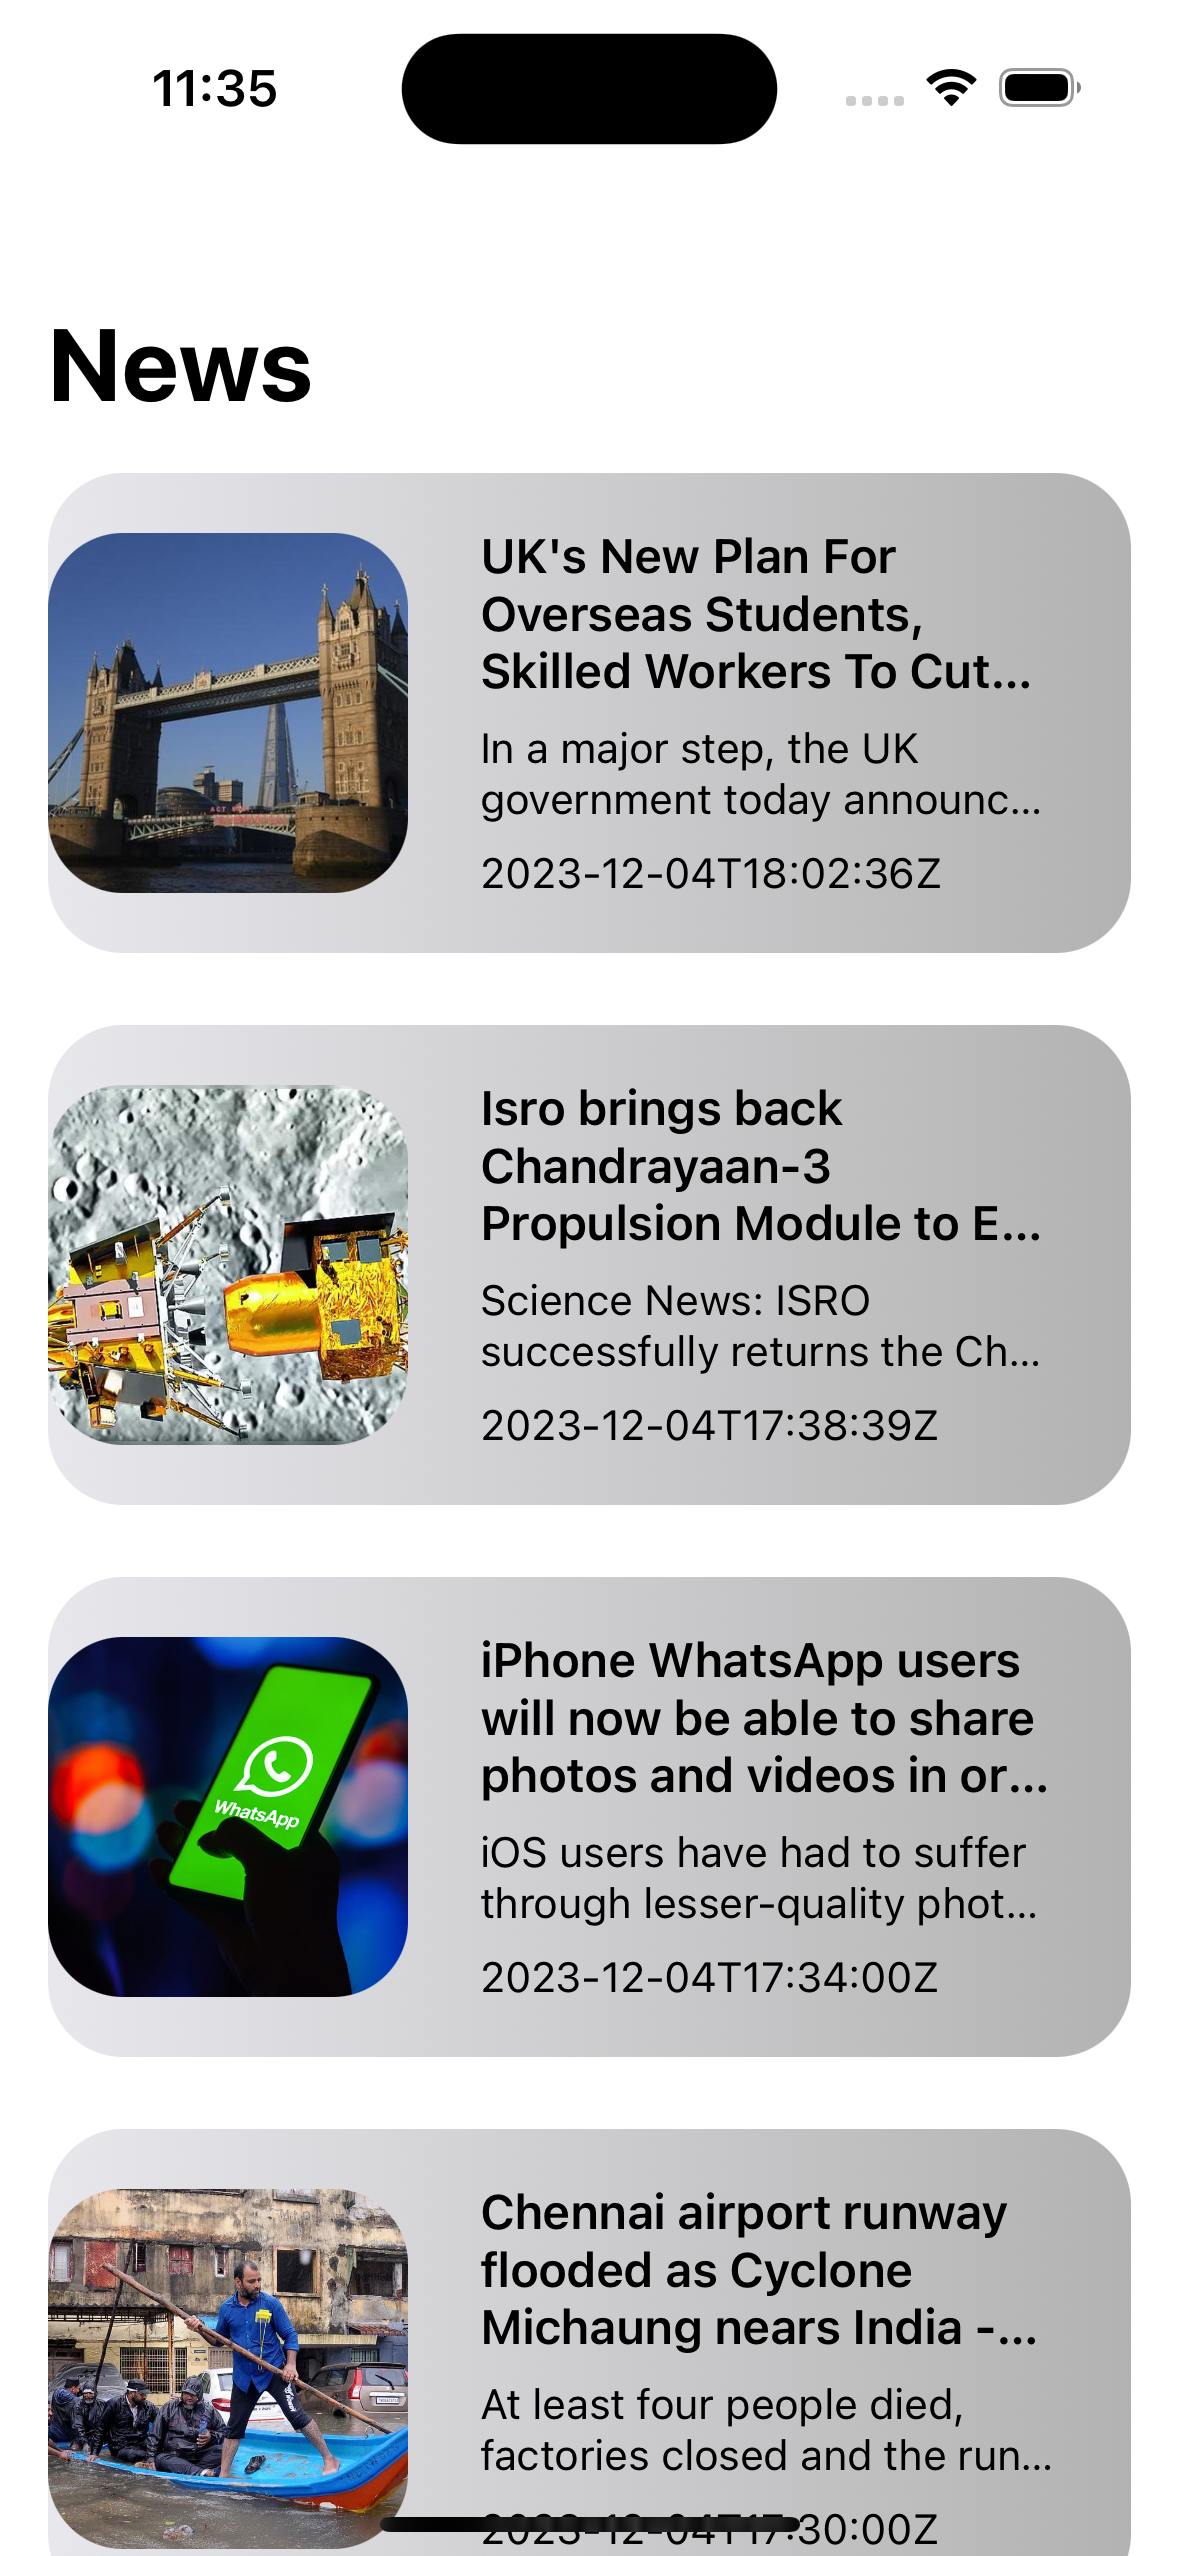 11:35
News
UK's New Plan For
Overseas Students,
Skilled Workers To Cut...
In a major step, the UK
government today announc...
2023-12-04T18:02:36Z
Isro brings back
Chandrayaan-3
Propulsion Module to E...
Science News: ISRO
successfully returns the Ch...
2023-12-04T17:38:39Z
WhatsApp
iPhone WhatsApp users
will now be able to share
photos and videos in or...
iOS users have had to suffer
through lesser-quality phot...
2023-12-04T17:34:00Z
Chennai airport runway
flooded as Cyclone
Michaung nears India -...
At least four people died,
factories closed and the run...
2023-12-04T17:30:00Z